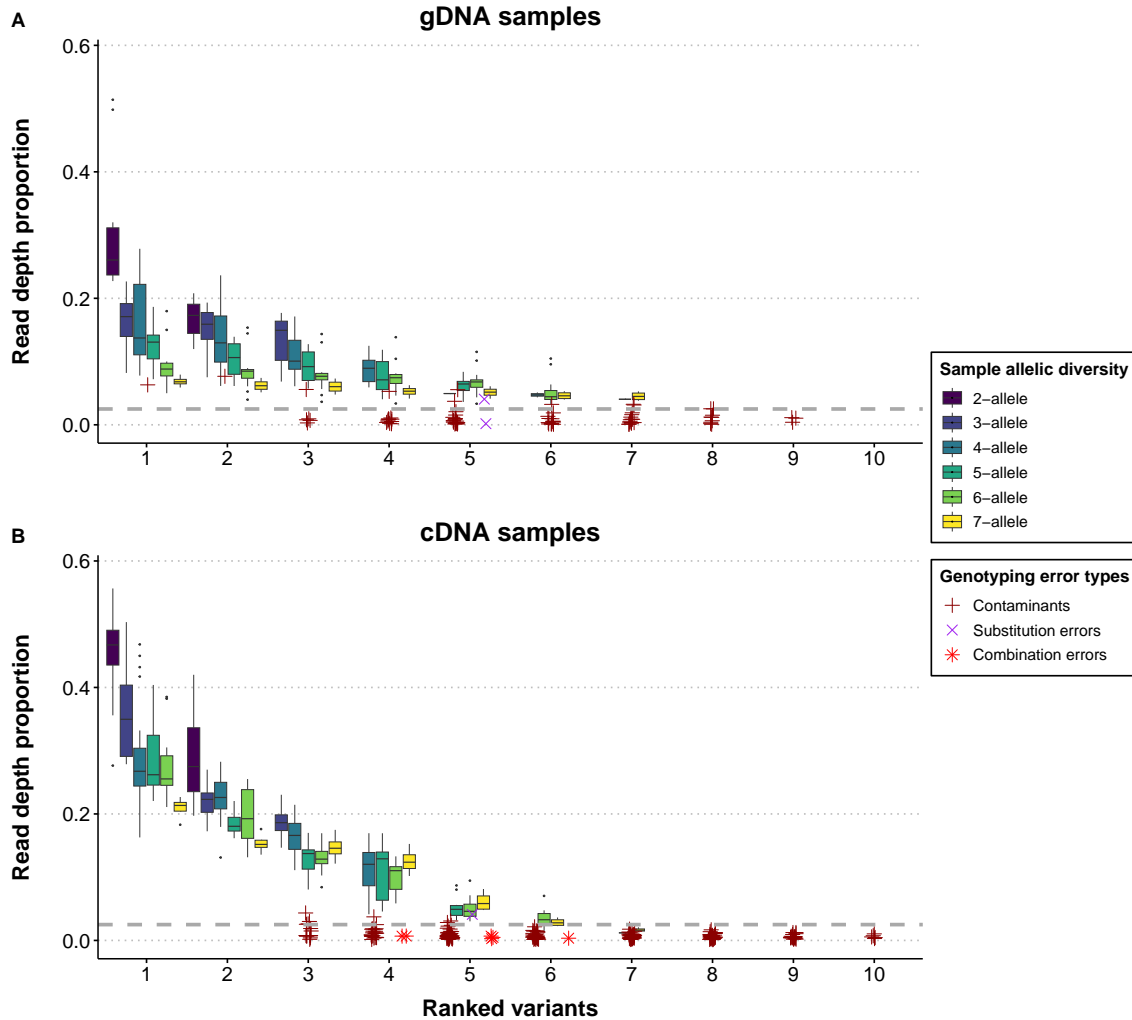 A
gDNA samples
0.6
0.4
0.2
0.0
Read depth proportion
1 2 3 4 5 6 7 8 9 10
B
cDNA samples
0.6
0.4
0.2
0.0
Read depth proportion
1 2 3 4 5 6 7 8 9 10
Ranked variants
Sample allelic diversity
2−allele
3−allele
4−allele
5−allele
6−allele
7−allele
Genotyping error types
Contaminants
Substitution errors
Combination errors